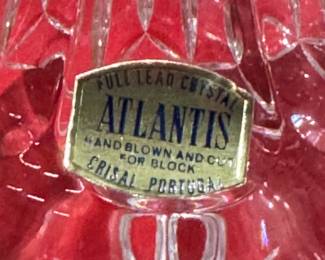 FULL LEAD CRYSTAL
ATLANTIS
HAND BLOWN AND CUT
FOR BLOCK
CRISAL PORTUGAL